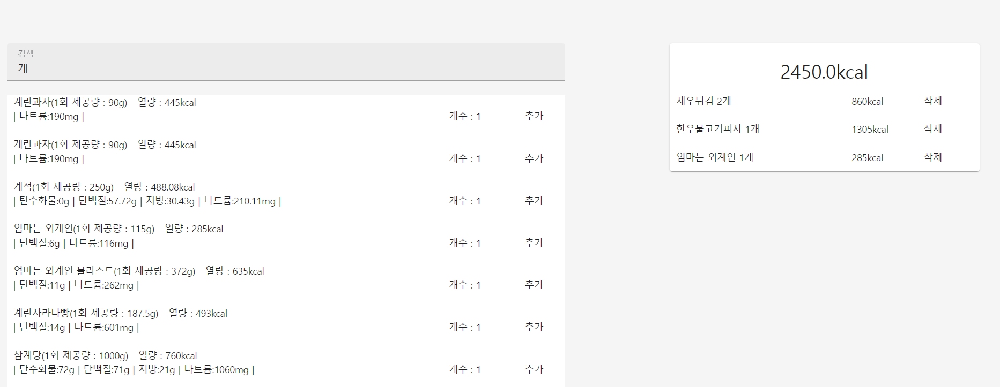 검색
계
계란과자(1회 제공량 : 90g) 열량 : 445kcal
| 나트륨:190mg | 개수 : 1 추가
계란과자(1회 제공량 : 90g) 열량 : 445kcal
| 나트륨:190mg | 개수 : 1 추가
계적(1회 제공량 : 250g) 열량 : 488.08kcal
| 탄수화물:0g | 단백질:57.72g | 지방:30.43g | 나트륨:210.11mg | 개수 : 1 추가
엄마는 외계인(1회 제공량 : 115g) 열량 : 285kcal
| 단백질:6g | 나트륨:116mg | 개수 : 1 추가
엄마는 외계인 블라스트(1회 제공량 : 372g) 열량 : 635kcal
| 단백질:11g | 나트륨:262mg | 개수 : 1 추가
계란사라다빵(1회 제공량 : 187.5g) 열량 : 493kcal
| 단백질:14g | 나트륨:601mg | 개수 : 1 추가
삼계탕(1회 제공량 : 1000g) 열량 : 760kcal
| 탄수화물:72g | 단백질:71g | 지방:21g | 나트륨:1060mg | 개수 : 1 추가
2450.0kcal
새우튀김 2개 860kcal 삭제
한우불고기피자 1개 1305kcal 삭제
엄마는 외계인 1개 285kcal 삭제